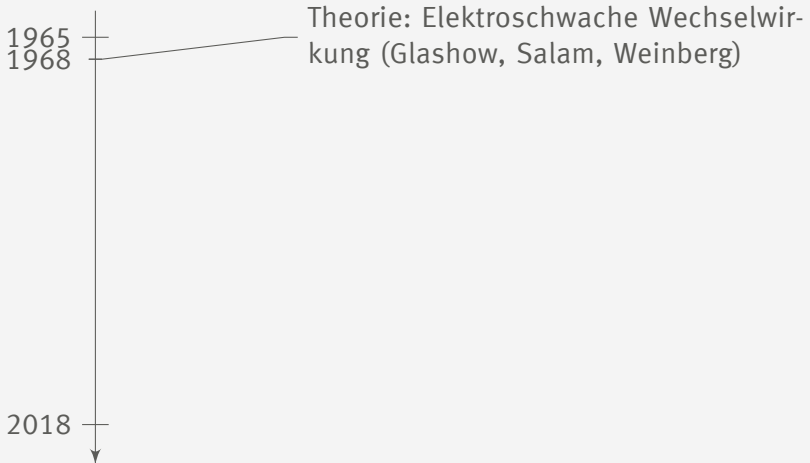 Theorie: Elektroschwache Wechselwir-
kung (Glashow, Salam, Weinberg)
1965
1968
2018